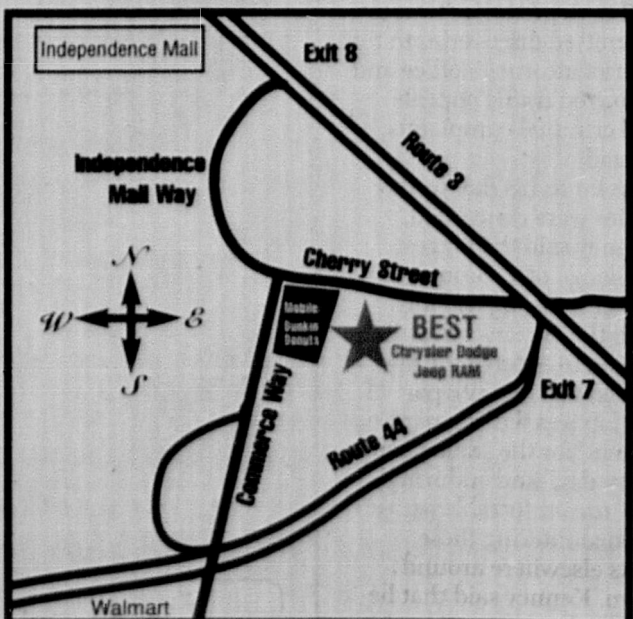 Independence Mall
Exit 8
Route 3
Independence
Mall Way
Cherry Street
N
W
E
S
Mobile
Dunkin
Donuts
BEST
Chrysler Dodge
Jeep RAM
Exit 7
Commerce Way
Route 44
Walmart